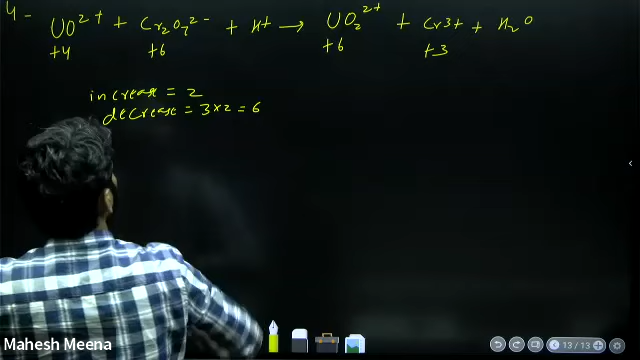 4- UO²⁺ + Cr₂O₇²⁻ + H⁺ → UO₂²⁺ + Cr3+ + H₂O
+4 +6 +6 +3
increase = 2
decrease = 3×2 = 6
Mahesh Meena
13 / 13